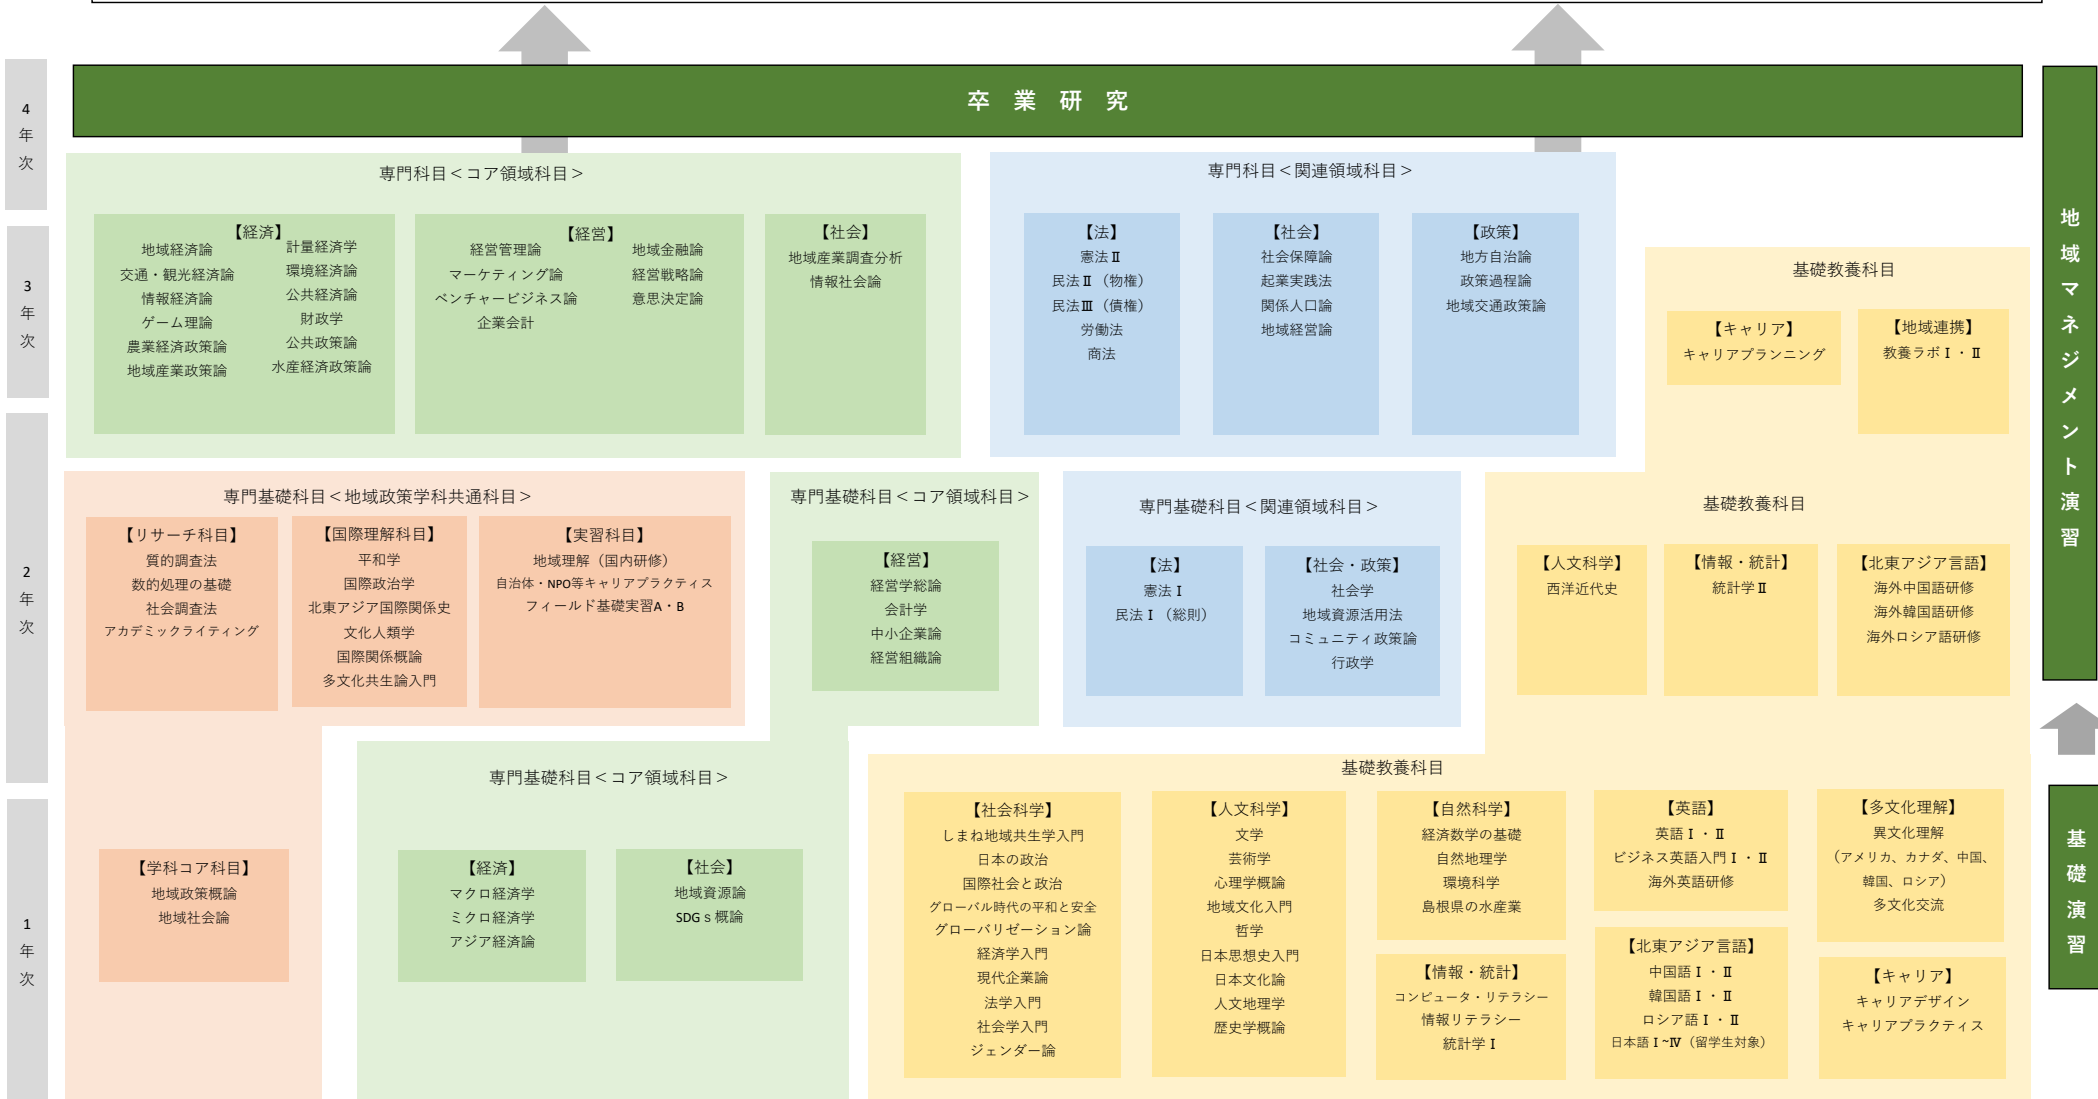 卒業研究
4年次
3年次
2年次
1年次
専門科目＜コア領域科目＞
【経済】
地域経済論
交通・観光経済論
情報経済論
ゲーム理論
農業経済政策論
地域産業政策論
計量経済学
環境経済論
公共経済論
財政学
公共政策論
水産経済政策論
【経営】
経営管理論
マーケティング論
ベンチャービジネス論
企業会計
地域金融論
経営戦略論
意思決定論
【社会】
地域産業調査分析
情報社会論
専門科目＜関連領域科目＞
【法】
憲法Ⅱ
民法Ⅱ（物権）
民法Ⅲ（債権）
労働法
商法
【社会】
社会保障論
起業実践法
関係人口論
地域経営論
【政策】
地方自治論
政策過程論
地域交通政策論
基礎教養科目
【キャリア】
キャリアプランニング
【地域連携】
教養ラボⅠ・Ⅱ
専門基礎科目＜地域政策学科共通科目＞
【リサーチ科目】
質的調査法
数的処理の基礎
社会調査法
アカデミックライティング
【国際理解科目】
平和学
国際政治学
北東アジア国際関係史
文化人類学
国際関係概論
多文化共生論入門
【実習科目】
地域理解（国内研修）
自治体・NPO等キャリアプラクティス
フィールド基礎実習A・B
専門基礎科目＜コア領域科目＞
【経営】
経営学総論
会計学
中小企業論
経営組織論
専門基礎科目＜関連領域科目＞
【法】
憲法Ⅰ
民法Ⅰ（総則）
【社会・政策】
社会学
地域資源活用法
コミュニティ政策論
行政学
基礎教養科目
【人文科学】
西洋近代史
【情報・統計】
統計学Ⅱ
【北東アジア言語】
海外中国語研修
海外韓国語研修
海外ロシア語研修
【学科コア科目】
地域政策概論
地域社会論
専門基礎科目＜コア領域科目＞
【経済】
マクロ経済学
ミクロ経済学
アジア経済論
【社会】
地域資源論
SDGｓ概論
基礎教養科目
【社会科学】
しまね地域共生学入門
日本の政治
国際社会と政治
グローバル時代の平和と安全
グローバリゼーション論
経済学入門
現代企業論
法学入門
社会学入門
ジェンダー論
【人文科学】
文学
芸術学
心理学概論
地域文化入門
哲学
日本思想史入門
日本文化論
人文地理学
歴史学概論
【自然科学】
経済数学の基礎
自然地理学
環境科学
島根県の水産業
【情報・統計】
コンピュータ・リテラシー
情報リテラシー
統計学Ⅰ
【英語】
英語Ⅰ・Ⅱ
ビジネス英語入門Ⅰ・Ⅱ
海外英語研修
【北東アジア言語】
中国語Ⅰ・Ⅱ
韓国語Ⅰ・Ⅱ
ロシア語Ⅰ・Ⅱ
日本語Ⅰ~Ⅳ（留学生対象）
【多文化理解】
異文化理解
（アメリカ、カナダ、中国、
韓国、ロシア）
多文化交流
【キャリア】
キャリアデザイン
キャリアプラクティス
地域マネジメント演習
基礎演習